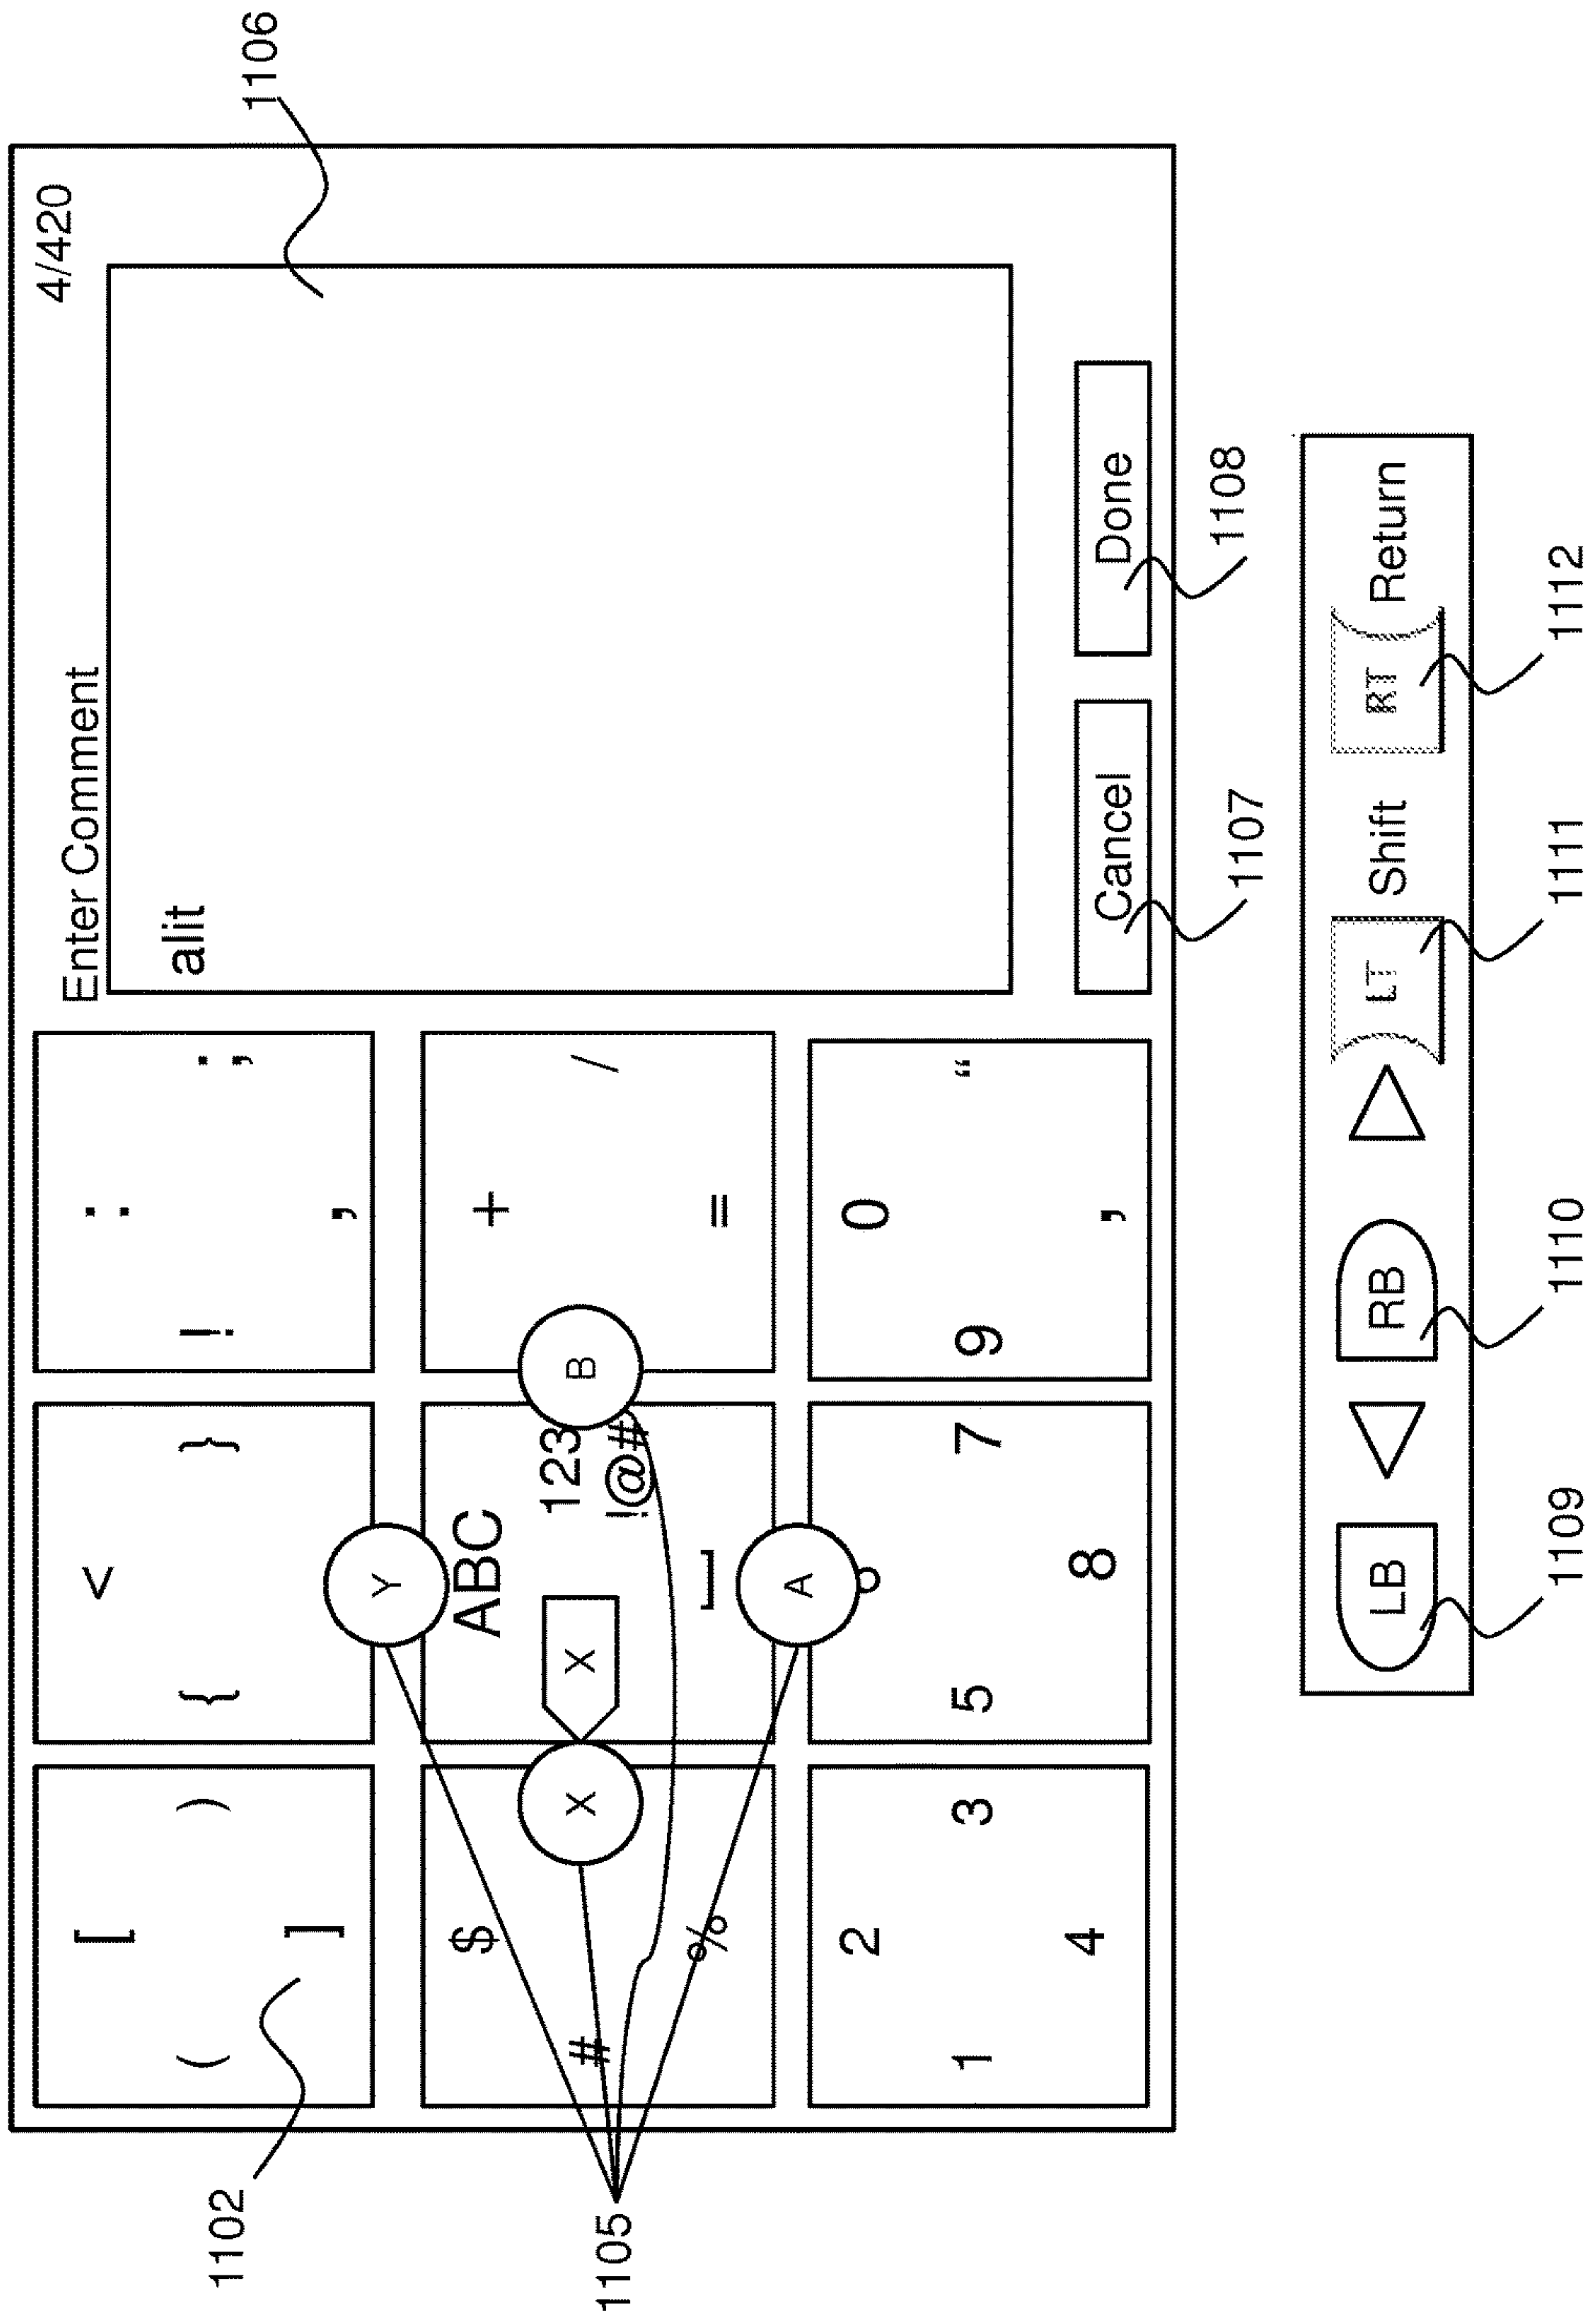 1102
1106
4/420
Enter Comment
[
( )
]
^
{ }
:
! ;
,
alit
Y
$
#
%
X
X
ABC
123
!@#
B
+
/
=
A
2
1 3
4
5 7
8
0
9 “
,
Cancel
Done
1105
1107
1108
LB
RB
LT Shift
RT Return
1109
1110
1111
1112